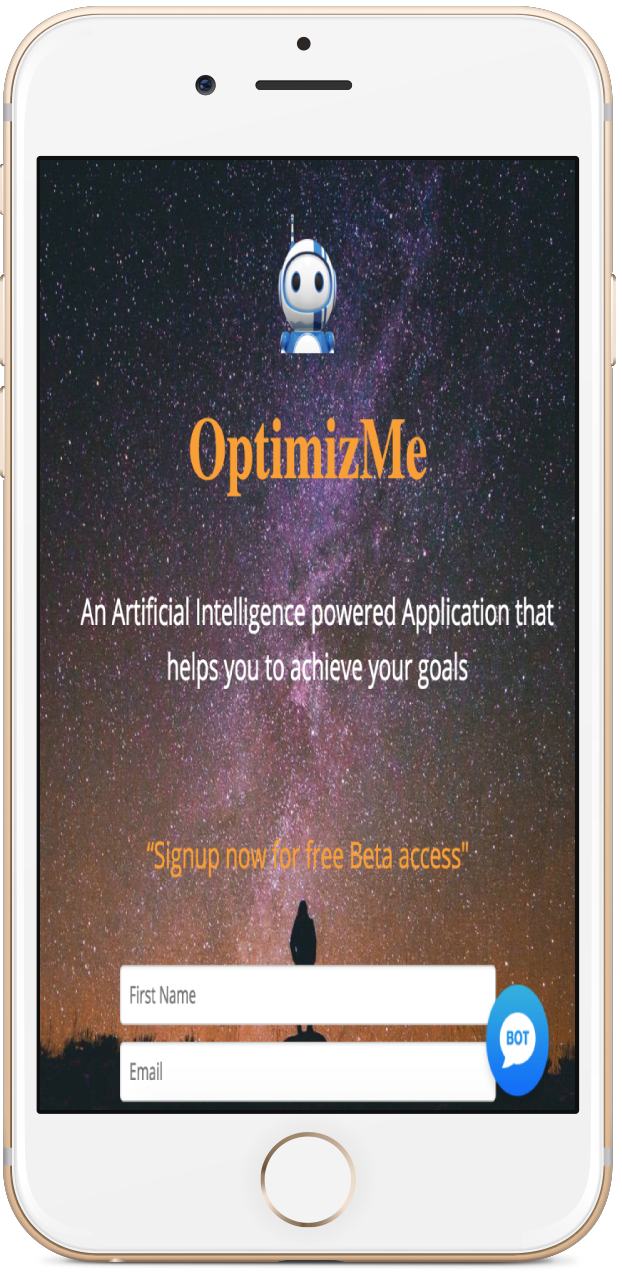 OptimizMe
An Artificial Intelligence powered Application that
helps you to achieve your goals
“Signup now for free Beta access"
First Name
Email
BOT